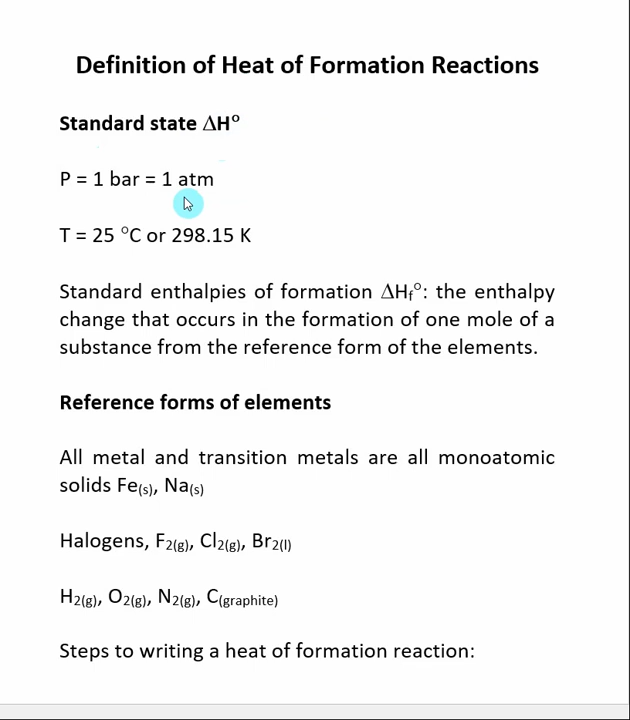 Definition of Heat of Formation Reactions
Standard state ΔH°
P = 1 bar = 1 atm
T = 25 °C or 298.15 K
Standard enthalpies of formation ΔHf°: the enthalpy
change that occurs in the formation of one mole of a
substance from the reference form of the elements.
Reference forms of elements
All metal and transition metals are all monoatomic
solids Fe(s), Na(s)
Halogens, F2(g), Cl2(g), Br2(l)
H2(g), O2(g), N2(g), C(graphite)
Steps to writing a heat of formation reaction: